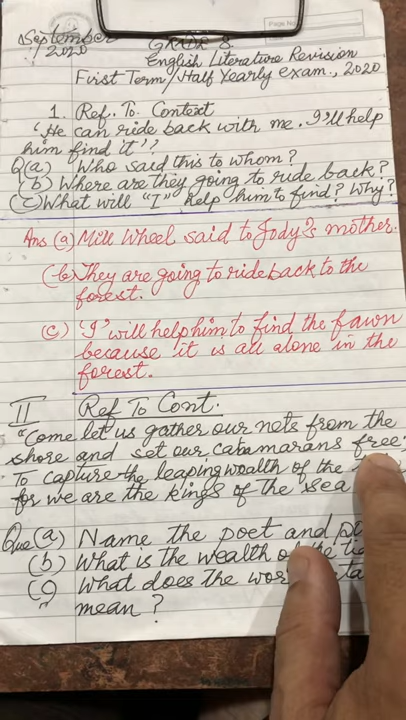 September
2020
GRADE 8
Page No
English Literature Revision
First Term/Half Yearly exam., 2020
1. Ref. To. Context
"He can ride back with me. I'll help
him find it"?
Q(a) Who said this to whom?
(b) Where are they going to ride back?
(c) What will "I" help him to find? Why?
Ans (a) Mill Wheel said to Jody's mother.
(b) They are going to ride back to the
forest.
(c) 'I' will help him to find the fawn
because it is all alone in the
forest.
II Ref To Cont.
"Come let us gather our nets from the
shore and set our catamarans free
To capture the leaping wealth of the
for we are the kings of the sea
Que(a) Name the poet and
(b) What is the wealth of the
(c) What does the
mean?